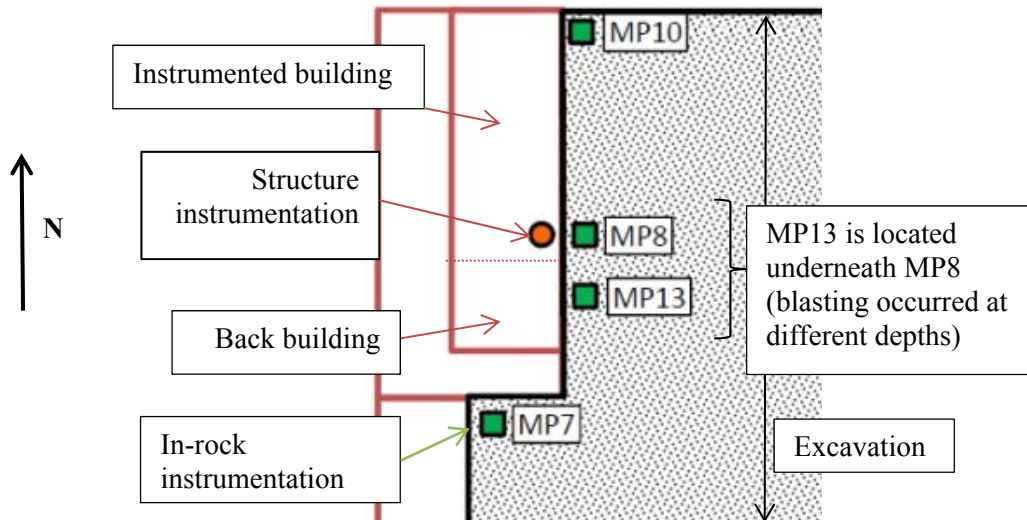 MP10
Instrumented building
Structure
instrumentation
N
MP8
MP13 is located
underneath MP8
(blasting occurred at
different depths)
MP13
Back building
MP7
In-rock
instrumentation
Excavation